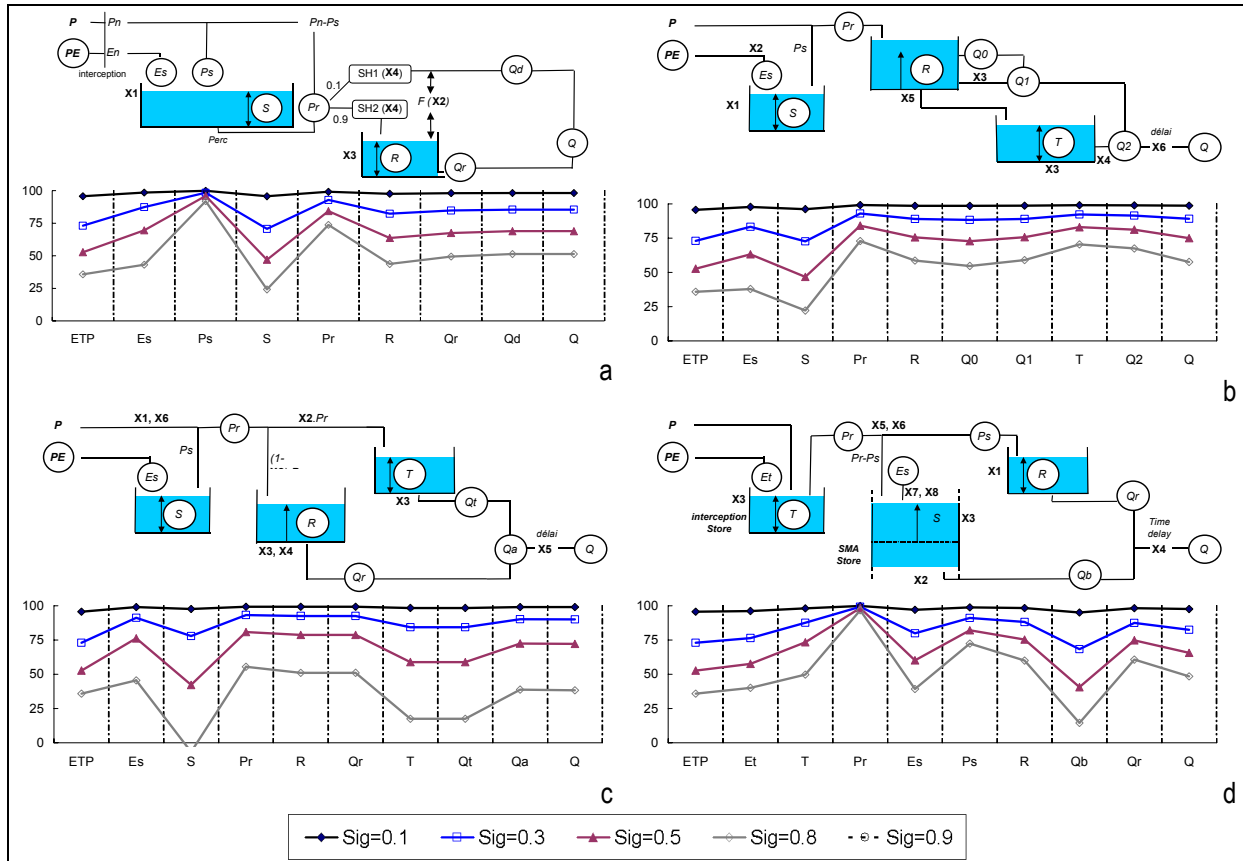 P
Pn
Pn-Ps
PE
En
interception
Es
Ps
X1
S
Perc
Pr
0.1
0.9
SH1 (X4)
SH2 (X4)
F (X2)
X3
R
Qd
Qr
Q
100
75
50
25
0
ETP Es Ps S Pr R Qr Qd Q
a
P
PE
X2
Es
Ps
Pr
X1
S
R
X5
Q0
X3
Q1
T
X3
X4
Q2
délai
X6
Q
100
75
50
25
0
ETP Es S Pr R Q0 Q1 T Q2 Q
b
P
X1, X6
PE
Ps
Pr
X2.Pr
Es
(1-
S
R
X3, X4
T
X3
Qt
Qr
Qa
délai
X5
Q
100
75
50
25
0
ETP Es S Pr R Qr T Qt Qa Q
c
P
PE
Et
X3
interception
Store
T
Pr
X5, X6
Pr-Ps
Es
X7, X8
S
X3
SMA
Store
X2
Ps
X1
R
Qr
Qb
Time
delay
X4
Q
100
75
50
25
0
ETP Et T Pr Es Ps R Qb Qr Q
d
Sig=0.1 Sig=0.3 Sig=0.5 Sig=0.8 Sig=0.9